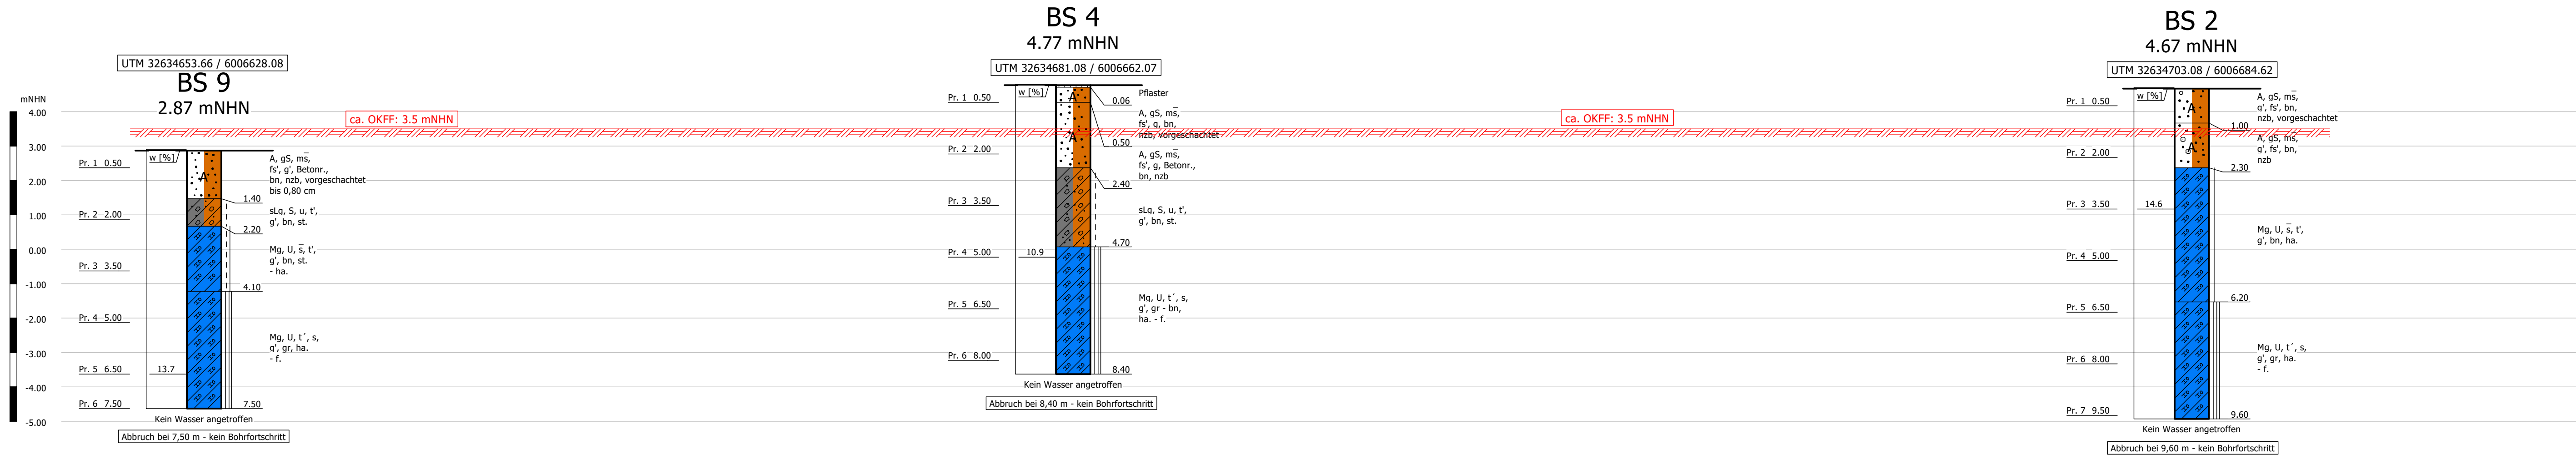 UTM 32634653.66 / 6006628.08
BS 9
2.87 mNHN
mNHN
4.00
3.00
2.00
1.00
0.00
-1.00
-2.00
-3.00
-4.00
-5.00
ca. OKFF: 3.5 mNHN
w [%]
Pr. 1 0.50
Pr. 2 2.00
Pr. 3 3.50
Pr. 4 5.00
Pr. 5 6.50
13.7
Pr. 6 7.50
A
1.40
2.20
4.10
7.50
A, gS, ms̅,
fs', g', Betonr.,
bn, nzb, vorgeschachtet
bis 0,80 cm
sLg, S, u, t',
g', bn, st.
Mg, U, s̅, t',
g', bn, st.
- ha.
Mg, U, t´, s,
g', gr, ha.
- f.
Kein Wasser angetroffen
Abbruch bei 7,50 m - kein Bohrfortschritt
BS 4
4.77 mNHN
UTM 32634681.08 / 6006662.07
w [%]
Pr. 1 0.50
Pr. 2 2.00
Pr. 3 3.50
Pr. 4 5.00
10.9
Pr. 5 6.50
Pr. 6 8.00
A
A
0.06
0.50
2.40
4.70
8.40
Pflaster
A, gS, ms̅,
fs', g, bn,
nzb, vorgeschachtet
A, gS, ms̅,
fs', g, Betonr.,
bn, nzb
sLg, S, u, t',
g', bn, st.
Mg, U, t´, s,
g', gr - bn,
ha. - f.
Kein Wasser angetroffen
Abbruch bei 8,40 m - kein Bohrfortschritt
ca. OKFF: 3.5 mNHN
BS 2
4.67 mNHN
UTM 32634703.08 / 6006684.62
w [%]
Pr. 1 0.50
Pr. 2 2.00
Pr. 3 3.50
14.6
Pr. 4 5.00
Pr. 5 6.50
Pr. 6 8.00
Pr. 7 9.50
A
A
1.00
2.30
6.20
9.60
A, gS, ms̅,
g', fs', bn,
nzb, vorgeschachtet
A, gS, ms̅,
g', fs', bn,
nzb
Mg, U, s̅, t',
g', bn, ha.
Mg, U, t´, s,
g', gr, ha.
- f.
Kein Wasser angetroffen
Abbruch bei 9,60 m - kein Bohrfortschritt